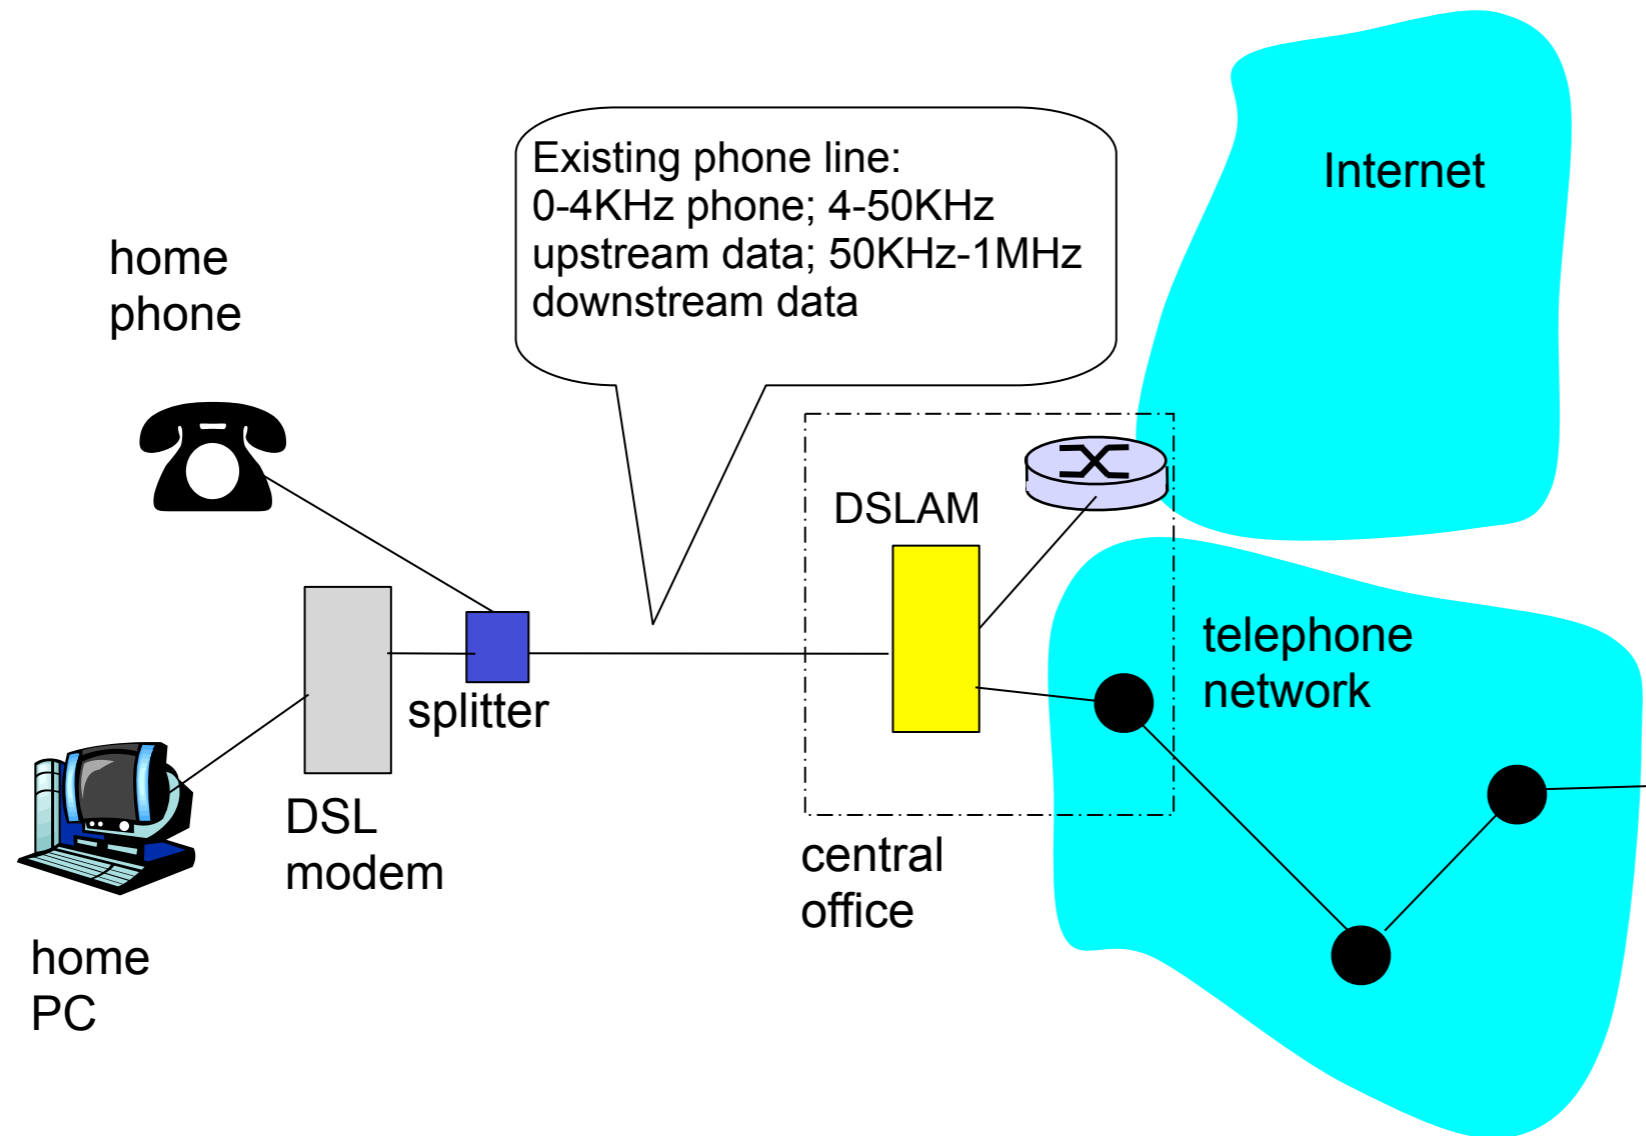 Existing phone line:
0-4KHz phone; 4-50KHz
upstream data; 50KHz-1MHz
downstream data
Internet
home
phone
DSLAM
telephone
network
splitter
DSL
modem
central
office
home
PC